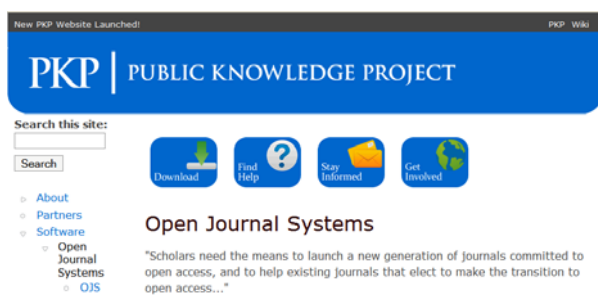 New PKP Website Launched!
PKP Wiki
PKP | PUBLIC KNOWLEDGE PROJECT
Search this site:
Search
Download
Find
Help
Stay
Informed
Get
Involved
About
Partners
Software
Open
Journal
Systems
OJS
Open Journal Systems
"Scholars need the means to launch a new generation of journals committed to
open access, and to help existing journals that elect to make the transition to
open access..."